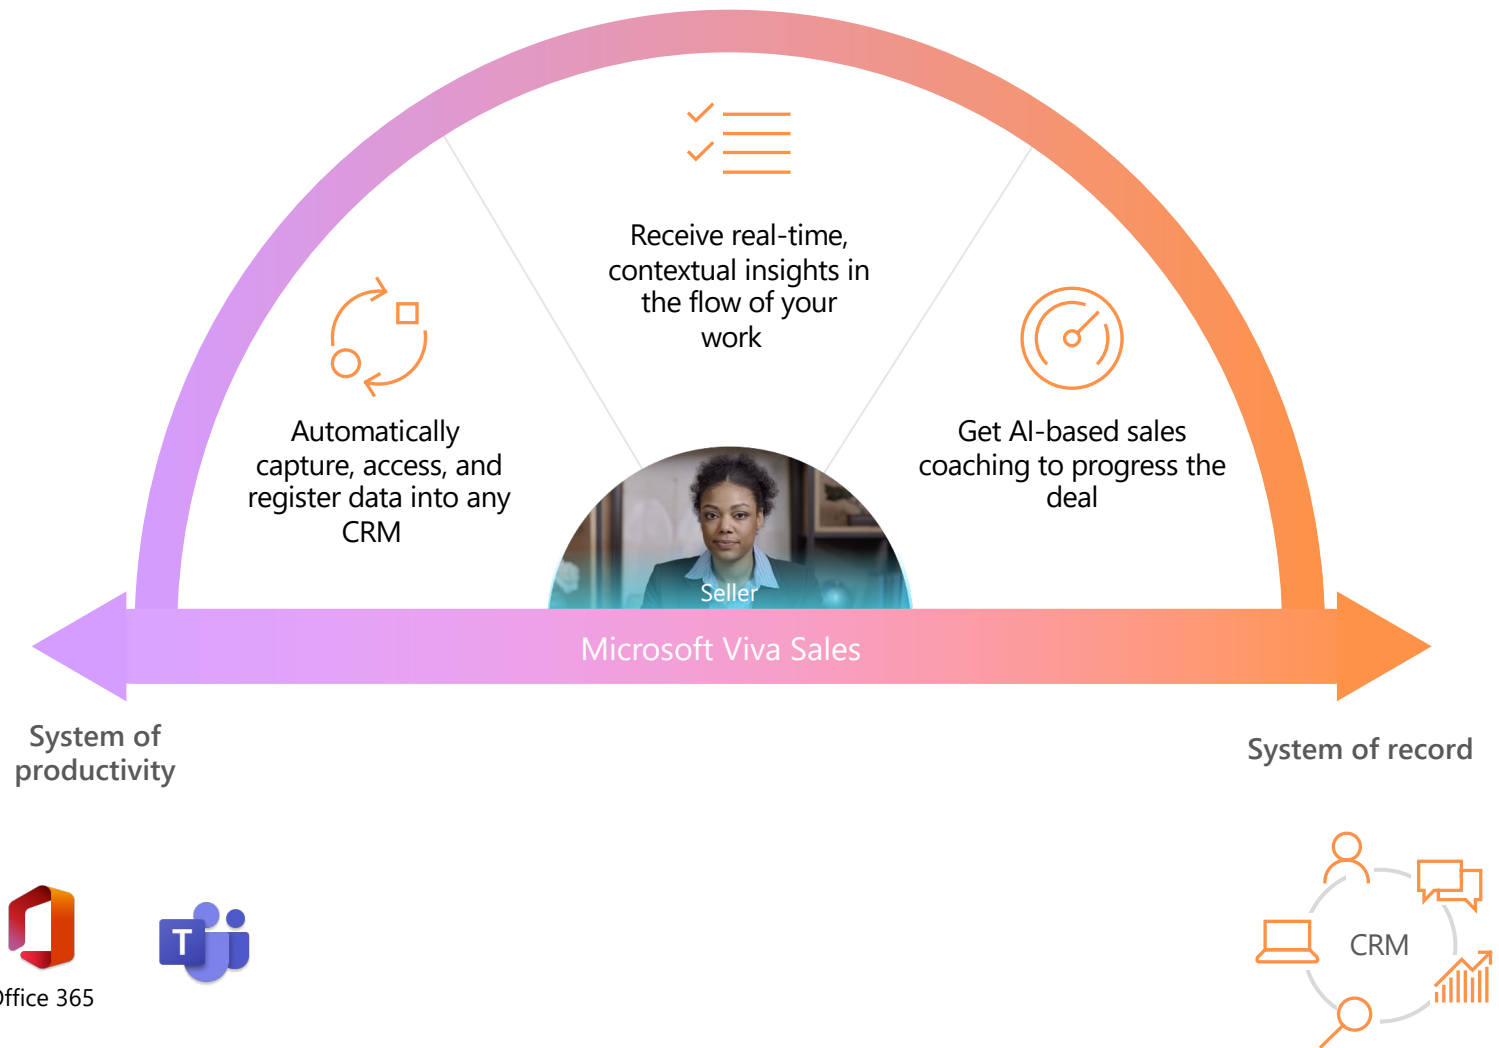 Receive real-time,
contextual insights in
the flow of your
work
Automatically
capture, access, and
register data into any
CRM
Get AI-based sales
coaching to progress the
deal
Seller
Microsoft Viva Sales
System of
productivity
System of record
T
CRM
ffice 365